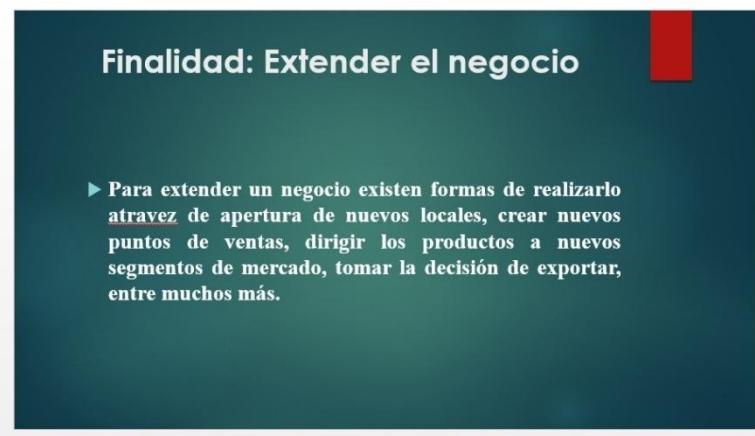 Finalidad: Extender el negocio
Para extender un negocio existen formas de realizarlo
atravez de apertura de nuevos locales, crear nuevos
puntos de ventas, dirigir los productos a nuevos
segmentos de mercado, tomar la decisión de exportar,
entre muchos más.